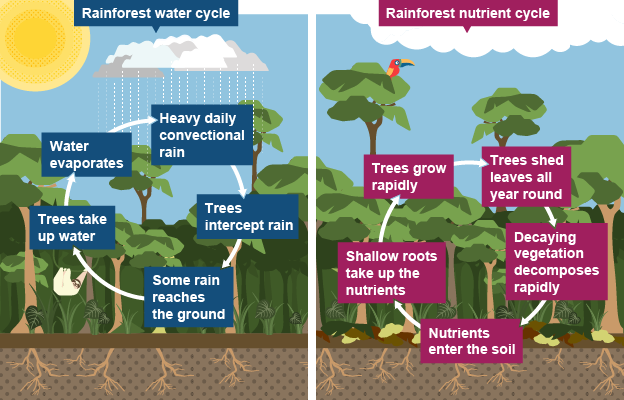 Rainforest water cycle
Heavy daily
convectional
rain
Trees
intercept rain
Some rain
reaches
the ground
Trees take
up water
Water
evaporates
Rainforest nutrient cycle
Trees shed
leaves all
year round
Decaying
vegetation
decomposes
rapidly
Nutrients
enter the soil
Shallow roots
take up the
nutrients
Trees grow
rapidly